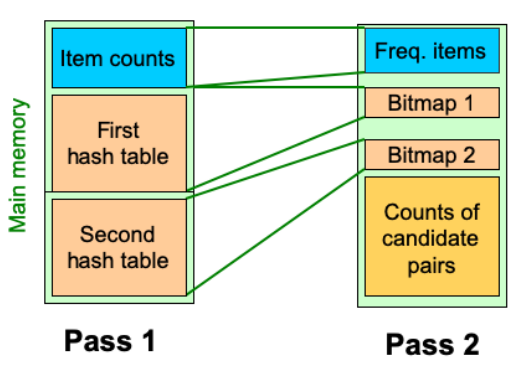 Main memory
Item counts
First
hash table
Second
hash table
Pass 1
Freq. items
Bitmap 1
Bitmap 2
Counts of
candidate
pairs
Pass 2